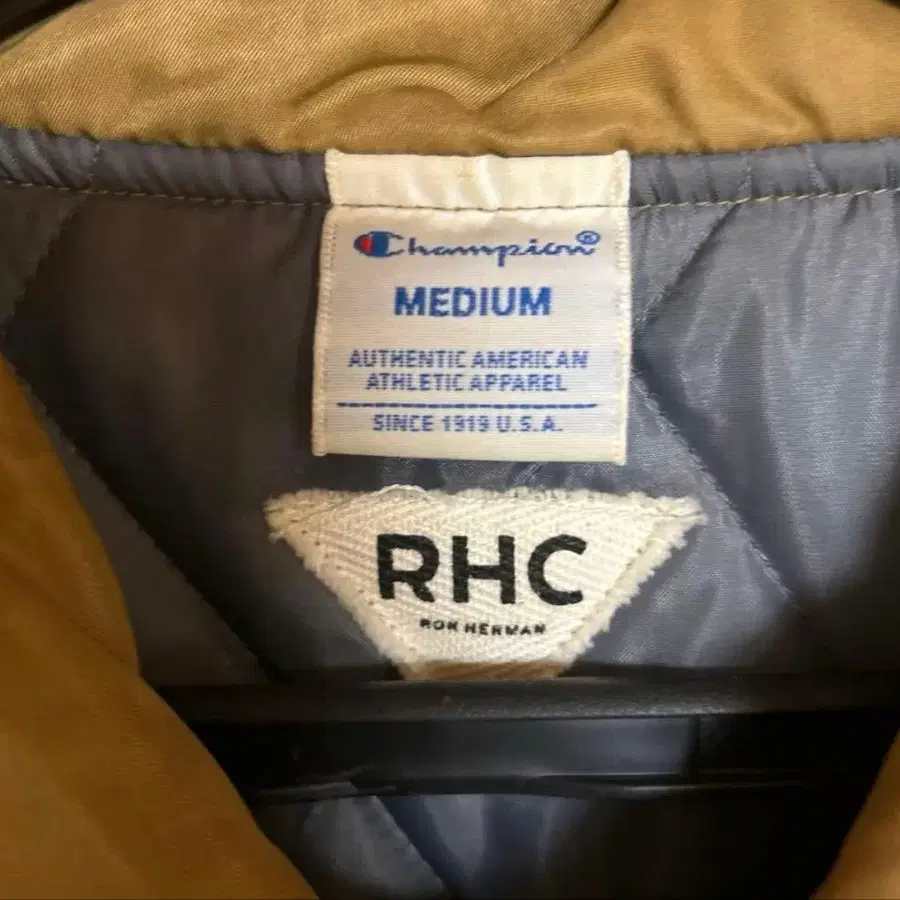 Champion®
MEDIUM
AUTHENTIC AMERICAN
ATHLETIC APPAREL
SINCE 1919 U.S.A.
RHC
RON HERMAN